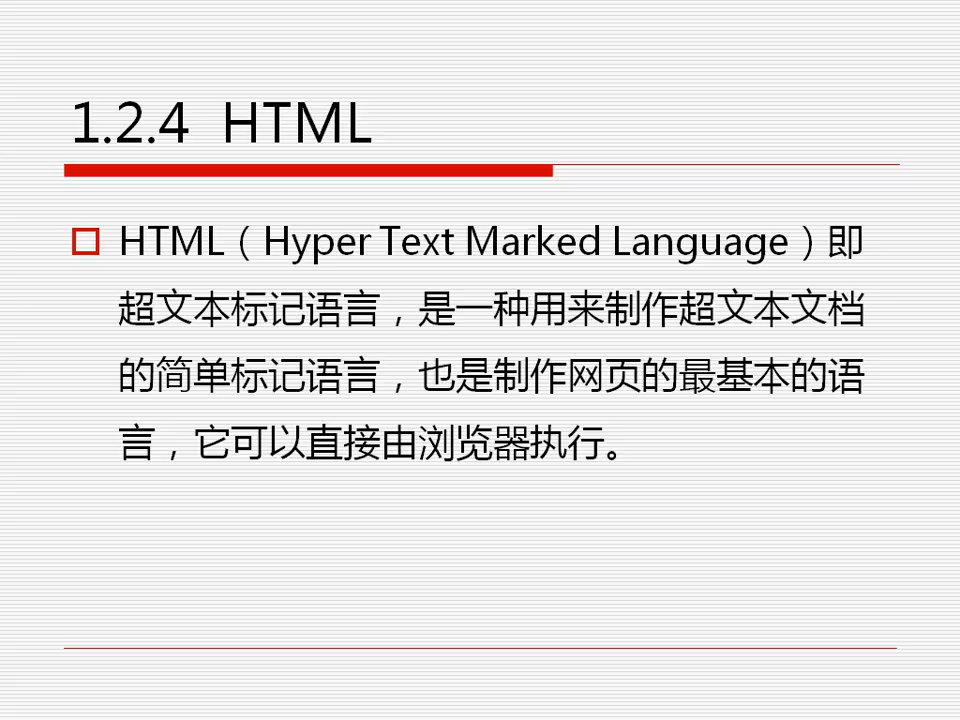 1.2.4 HTML
HTML（Hyper Text Marked Language）即
超文本标记语言，是一种用来制作超文本文档
的简单标记语言，也是制作网页的最基本的语
言，它可以直接由浏览器执行。